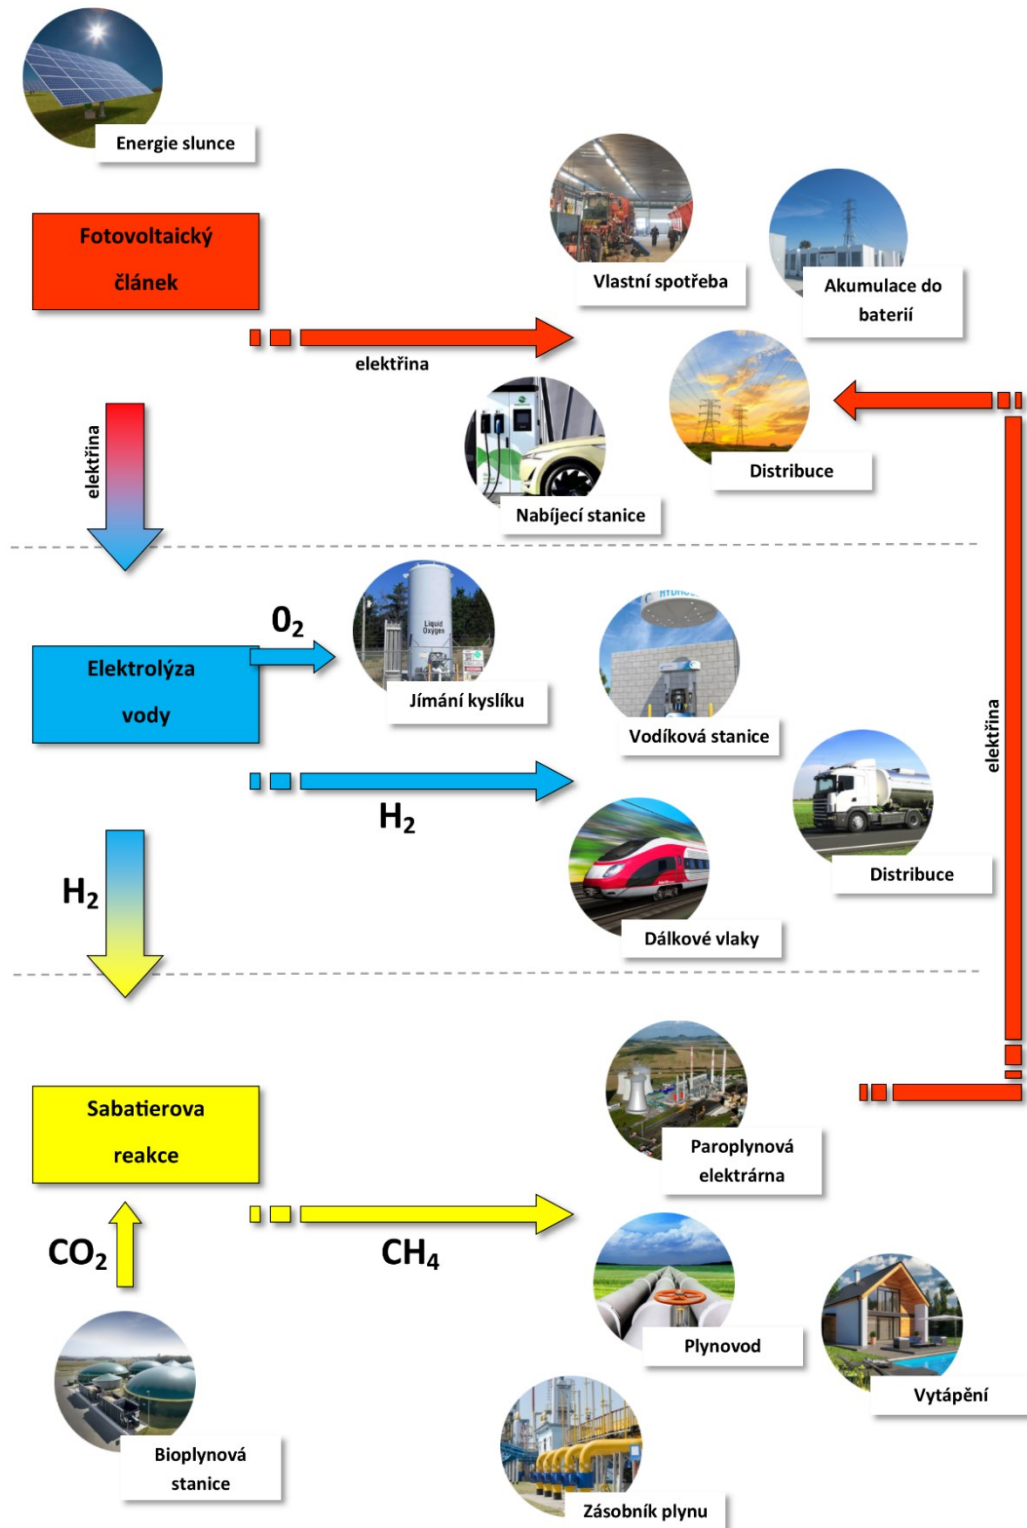 Energie slunce
Fotovoltaický
článek
elektřina
Vlastní spotřeba
Akumulace do
baterií
elektřina
Nabíjecí stanice
Distribuce
0₂
Liquid
Oxygen
Jímání kyslíku
Elektrolýza
vody
H₂
Vodíková stanice
Distribuce
Dálkové vlaky
elektřina
H₂
Sabatierova
reakce
CO₂
CH₄
Paroplynová
elektrárna
Plynovod
Vytápění
Bioplynová
stanice
Zásobník plynu